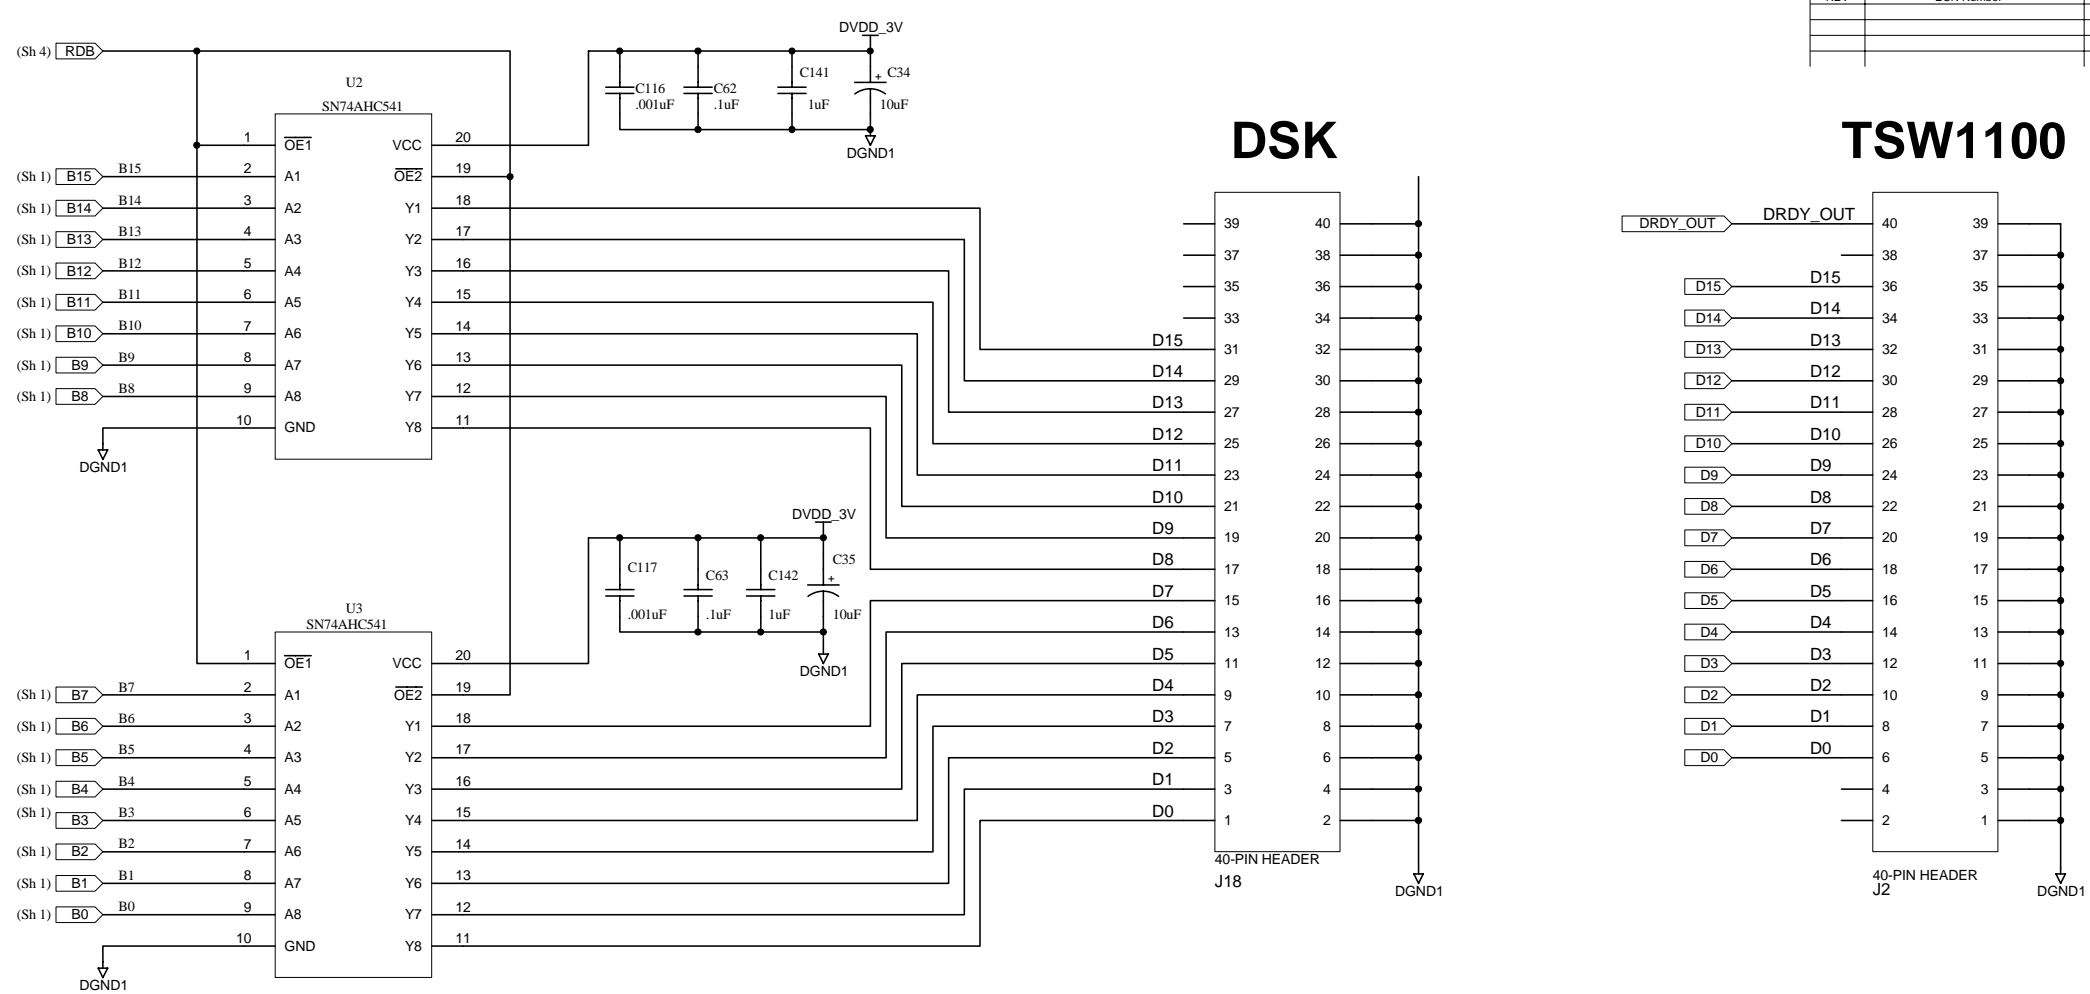 (Sh 4) RDB
U2
SN74AHC541
1 OE1 VCC 20
(Sh 1) B15 B15 2 A1 OE2 19
(Sh 1) B14 B14 3 A2 Y1 18
(Sh 1) B13 B13 4 A3 Y2 17
(Sh 1) B12 B12 5 A4 Y3 16
(Sh 1) B11 B11 6 A5 Y4 15
(Sh 1) B10 B10 7 A6 Y5 14
(Sh 1) B9 B9 8 A7 Y6 13
(Sh 1) B8 B8 9 A8 Y7 12
10 GND Y8 11
DGND1
DVDD_3V
C116 C62 C141 + C34
.001uF .1uF 1uF 10uF
DGND1
U3
SN74AHC541
1 OE1 VCC 20
(Sh 1) B7 B7 2 A1 OE2 19
(Sh 1) B6 B6 3 A2 Y1 18
(Sh 1) B5 B5 4 A3 Y2 17
(Sh 1) B4 B4 5 A4 Y3 16
(Sh 1) B3 B3 6 A5 Y4 15
(Sh 1) B2 B2 7 A6 Y5 14
(Sh 1) B1 B1 8 A7 Y6 13
(Sh 1) B0 B0 9 A8 Y7 12
10 GND Y8 11
DGND1
DVDD_3V
C117 C63 C142 + C35
.001uF .1uF 1uF 10uF
DGND1
DSK
39 40
37 38
35 36
33 34
D15 31 32
D14 29 30
D13 27 28
D12 25 26
D11 23 24
D10 21 22
D9 19 20
D8 17 18
D7 15 16
D6 13 14
D5 11 12
D4 9 10
D3 7 8
D2 5 6
D1 3 4
D0 1 2
40-PIN HEADER
J18
DGND1
TSW1100
DRDY_OUT DRDY_OUT 40 39
38 37
D15 D15 36 35
D14 D14 34 33
D13 D13 32 31
D12 D12 30 29
D11 D11 28 27
D10 D10 26 25
D9 D9 24 23
D8 D8 22 21
D7 D7 20 19
D6 D6 18 17
D5 D5 16 15
D4 D4 14 13
D3 D3 12 11
D2 D2 10 9
D1 D1 8 7
D0 D0 6 5
4 3
2 1
40-PIN HEADER
J2
DGND1